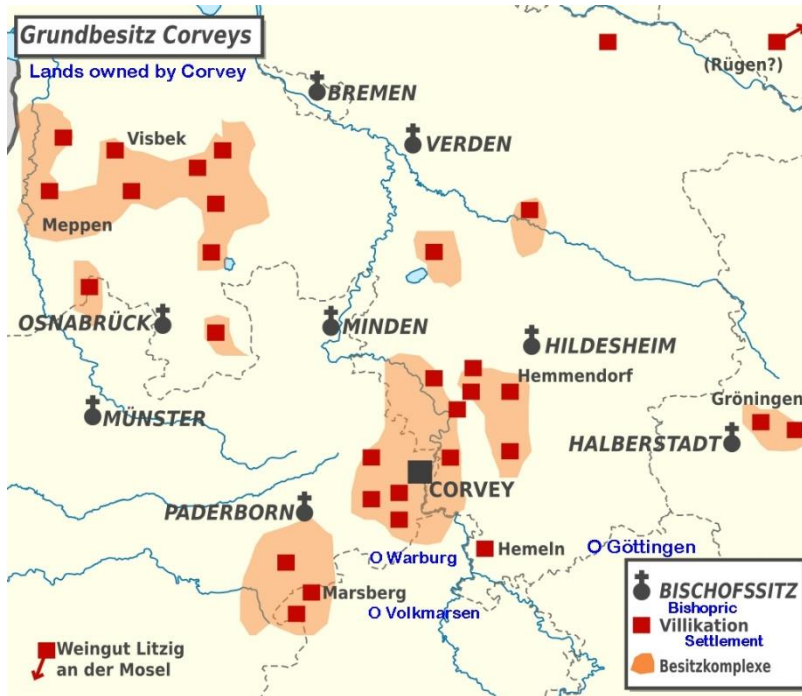 Grundbesitz Corveys
Lands owned by Corvey
(Rügen?)
BREMEN
VERDEN
Visbek
Meppen
OSNABRÜCK
MINDEN
HILDESHEIM
Hemmendorf
MÜNSTER
Gröningen
HALBERSTADT
CORVEY
PADERBORN
Warburg
Hemeln
Göttingen
Marsberg
Volkmarsen
Weingut Litzig
an der Mosel
BISCHOFSSITZ
Bishopric
Villikation
Settlement
Besitzkomplexe